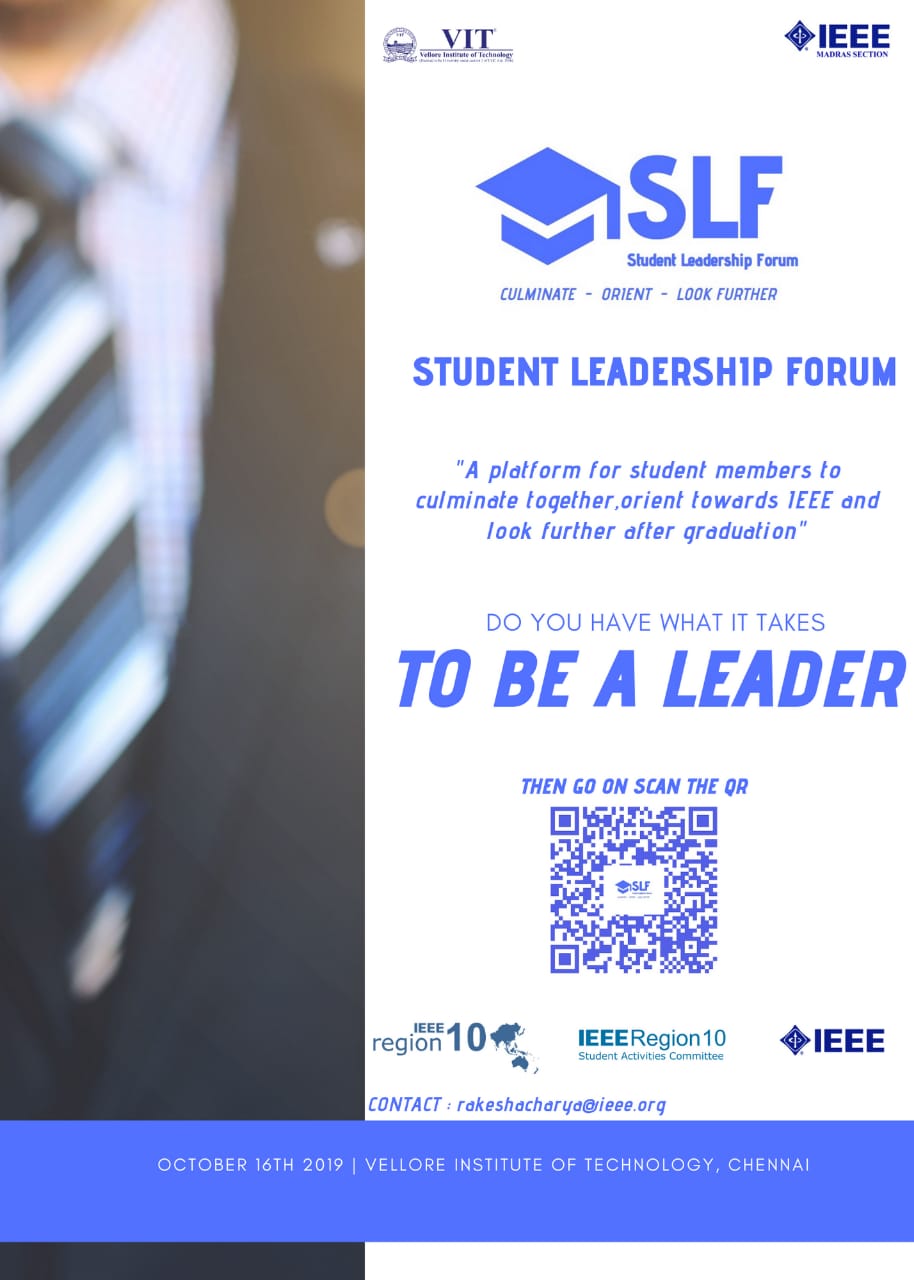 VIT
Vellore Institute of Technology
IEEE
MADRAS SECTION
SLF
Student Leadership Forum
CULMINATE - ORIENT - LOOK FURTHER
STUDENT LEADERSHIP FORUM
"A platform for student members to
culminate together,orient towards IEEE and
look further after graduation"
DO YOU HAVE WHAT IT TAKES
TO BE A LEADER
THEN GO ON SCAN THE QR
SLF
IEEE
region 10
IEEE Region 10
Student Activities Committee
IEEE
CONTACT : rakeshacharya@ieee.org
OCTOBER 16TH 2019 | VELLORE INSTITUTE OF TECHNOLOGY, CHENNAI